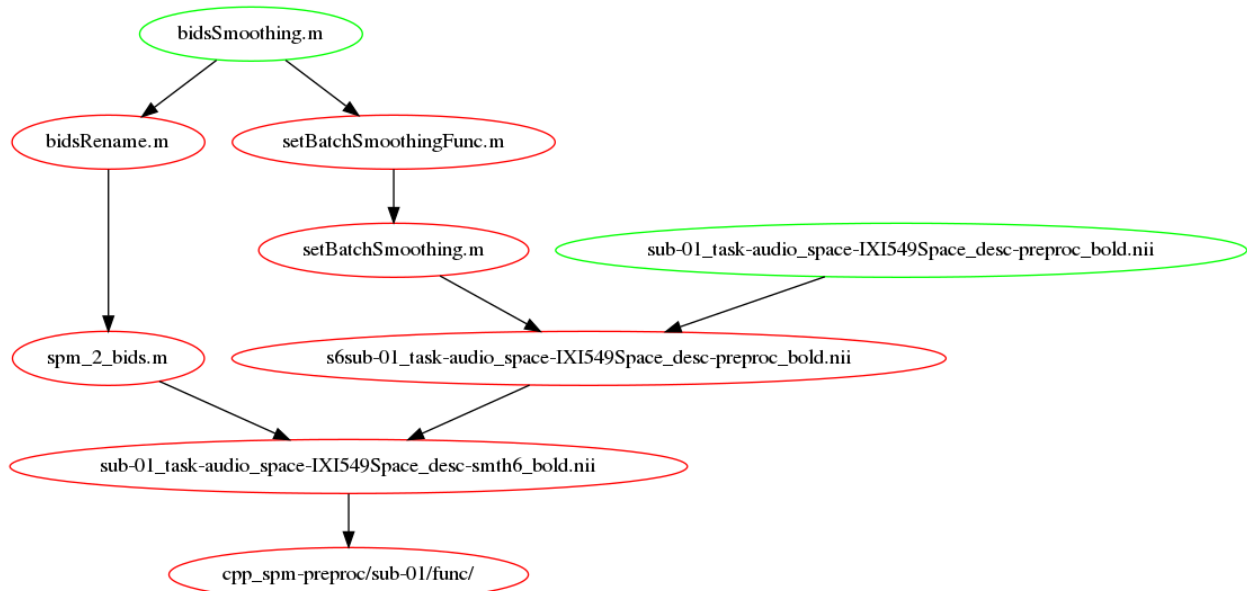 bidsSmoothing.m
bidsRename.m
setBatchSmoothingFunc.m
setBatchSmoothing.m
sub-01_task-audio_space-IXI549Space_desc-preproc_bold.nii
spm_2_bids.m
s6sub-01_task-audio_space-IXI549Space_desc-preproc_bold.nii
sub-01_task-audio_space-IXI549Space_desc-smth6_bold.nii
cpp_spm-preproc/sub-01/func/